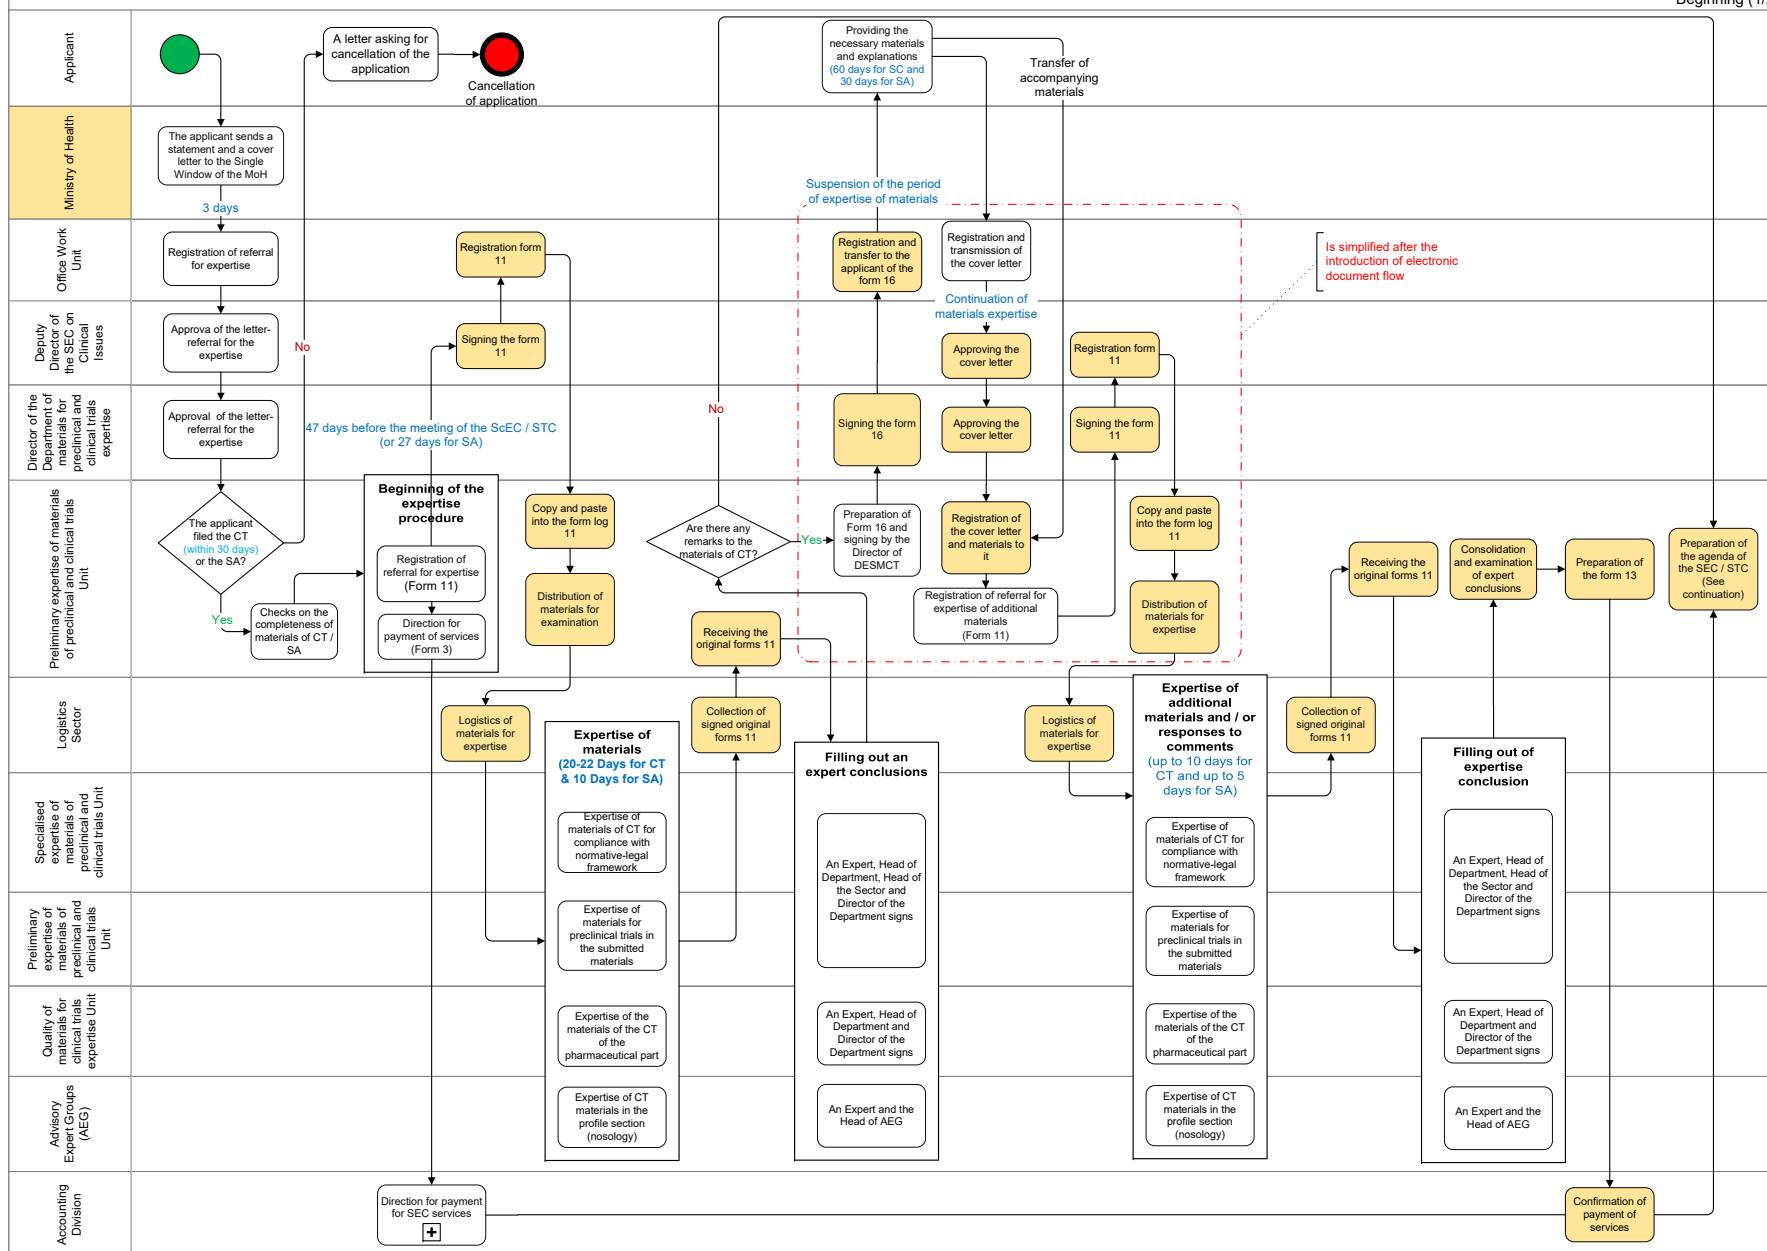 Beginning (1/
Applicant
Ministry of Health
Office Work
Unit
Deputy
Director of
the SEC on
Clinical
Issues
Director of the
Department of
materials for
preclinical and
clinical trials
expertise
Preliminary expertise of materials
of preclinical and clinical trials
Unit
Logistics
Sector
Specialised
expertise of
materials of
preclinical and
clinical trials Unit
Preliminary
expertise of
materials of
preclinical and
clinical trials
Unit
Quality of
materials for
clinical trials
expertise Unit
Advisory
Expert Groups
(AEG)
Accounting
Division
A letter asking for
cancellation of the
application
Cancellation
of application
The applicant sends a
statement and a cover
letter to the Single
Window of the MoH
3 days
Registration of referral
for expertise
Approva of the letter-
referral for the
expertise
Approval of the letter-
referral for the
expertise
No
The applicant
filed the CT
(within 30 days)
or the SA?
Yes
Checks on the
completeness of
materials of CT /
SA
Beginning of the
expertise
procedure
Registration of
referral for expertise
(Form 11)
Direction for
payment of services
(Form 3)
47 days before the meeting of the ScEC / STC
(or 27 days for SA)
Signing the form
11
Registration form
11
Copy and paste
into the form log
11
Distribution of
materials for
examination
Logistics of
materials for
expertise
Expertise of
materials
(20-22 Days for CT
& 10 Days for SA)
Expertise of
materials of CT for
compliance with
normative-legal
framework
Expertise of
materials for
preclinical trials in
the submitted
materials
Expertise of the
materials of the CT
of the
pharmaceutical part
Expertise of CT
materials in the
profile section
(nosology)
Direction for payment
for SEC services
Collection of
signed original
forms 11
Receiving the
original forms 11
Filling out an
expert conclusions
An Expert, Head of
Department, Head of
the Sector and
Director of the
Department signs
An Expert, Head of
Department and
Director of the
Department signs
An Expert and the
Head of AEG
Are there any
remarks to the
materials of CT?
No
Yes
Preparation of
Form 16 and
signing by the
Director of
DESMCT
Signing the form
16
Registration and
transfer to the
applicant of the
form 16
Suspension of the period
of expertise of materials
Providing the
necessary materials
and explanations
(60 days for SC and
30 days for SA)
Transfer of
accompanying
materials
Registration and
transmission of
the cover letter
Continuation of
materials expertise
Approving the
cover letter
Approving the
cover letter
Registration of
the cover letter
and materials to
it
Registration of referral for
expertise of additional
materials
(Form 11)
Signing the form
11
Registration form
11
Copy and paste
into the form log
11
Distribution of
materials for
expertise
Is simplified after the
introduction of electronic
document flow
Logistics of
materials for
expertise
Expertise of
additional
materials and / or
responses to
comments
(up to 10 days for
CT and up to 5
days for SA)
Expertise of
materials of CT for
compliance with
normative-legal
framework
Expertise of
materials for
preclinical trials in
the submitted
materials
Expertise of the
materials of the CT
of the
pharmaceutical part
Expertise of CT
materials in the
profile section
(nosology)
Collection of
signed original
forms 11
Receiving the
original forms 11
Filling out of
expertise
conclusion
An Expert, Head of
Department, Head of
the Sector and
Director of the
Department signs
An Expert, Head of
Department and
Director of the
Department signs
An Expert and the
Head of AEG
Consolidation
and examination
of expert
conclusions
Preparation of
the form 13
Confirmation of
payment of
services
Preparation of
the agenda of
the SEC / STC
(See
continuation)